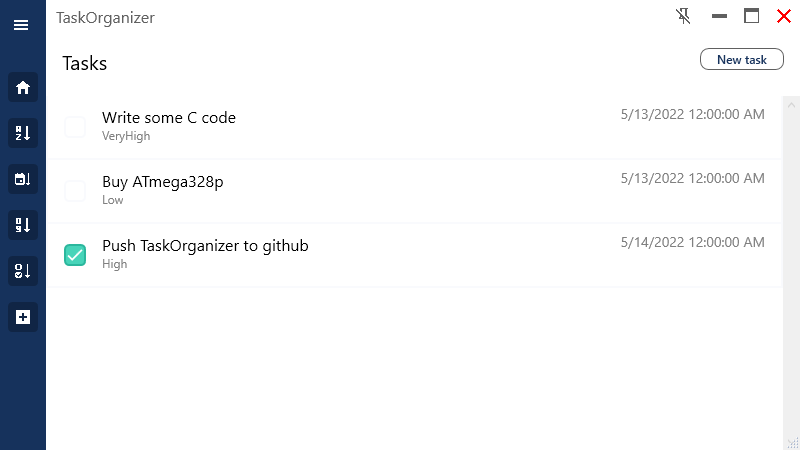 TaskOrganizer
Tasks
New task
Write some C code
5/13/2022 12:00:00 AM
VeryHigh
Buy ATmega328p
5/13/2022 12:00:00 AM
Low
Push TaskOrganizer to github
5/14/2022 12:00:00 AM
High